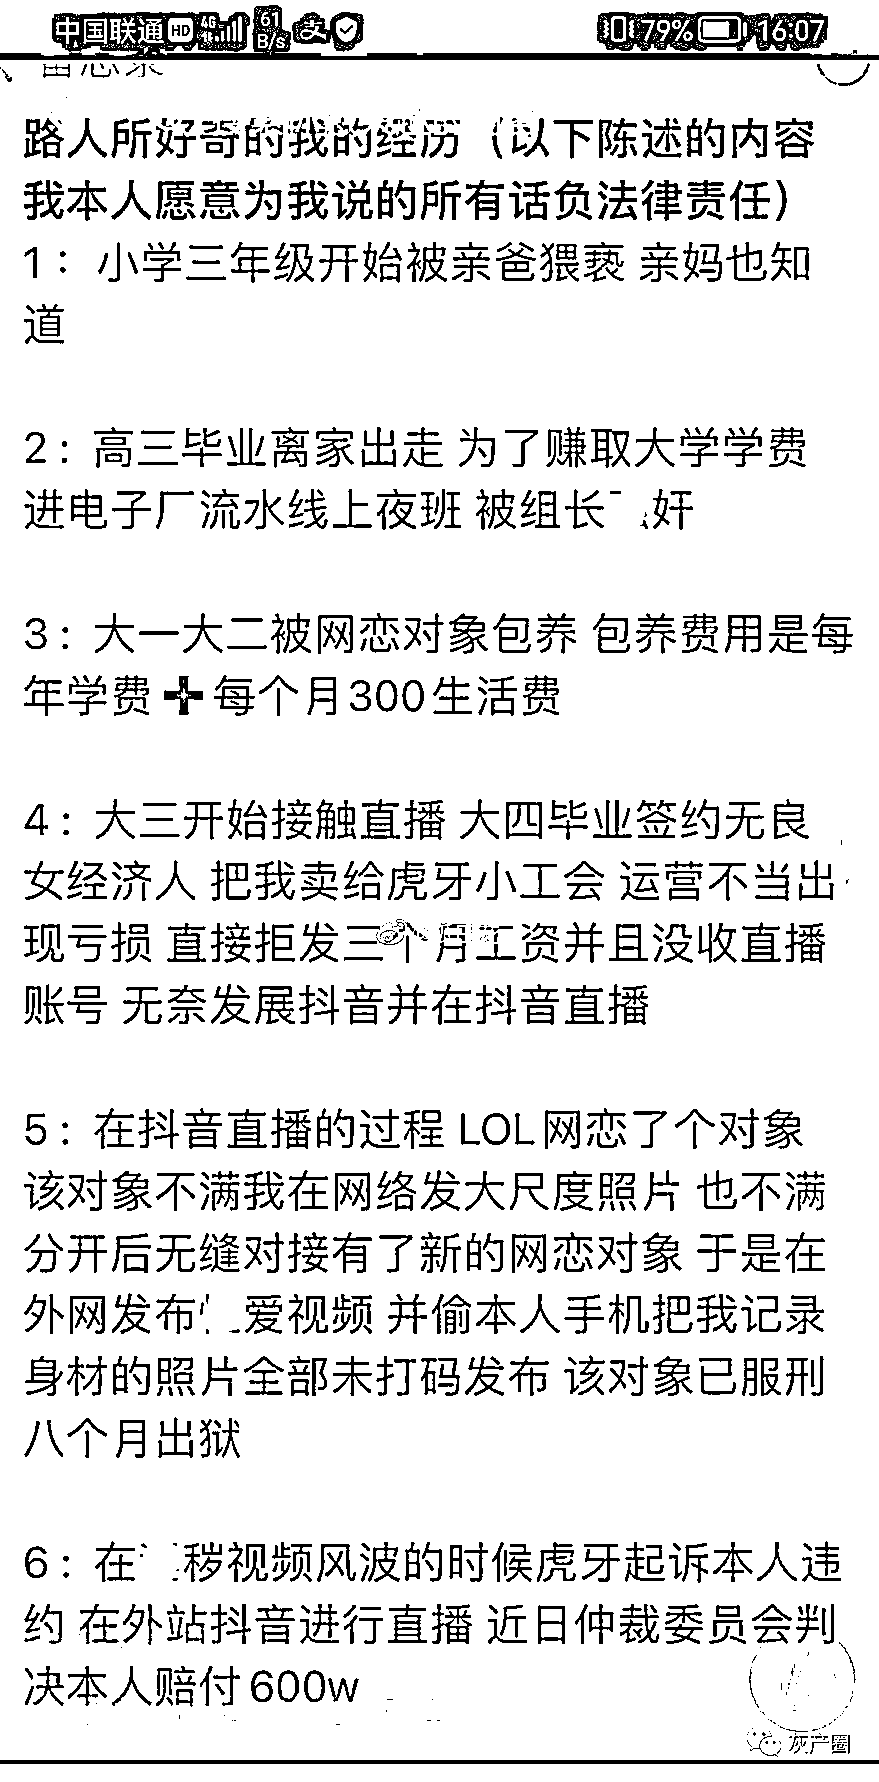 中国联通 HD 4G 61 B/s 支 79% 16:07
路人所好奇的我的经历（以下陈述的内容
我本人愿意为我说的所有话负法律责任）
1：小学三年级开始被亲爸猥亵 亲妈也知
道
2：高三毕业离家出走 为了赚取大学学费
进电子厂流水线上夜班 被组长 奸
3：大一大二被网恋对象包养 包养费用是每
年学费➕每个月300生活费
4：大三开始接触直播 大四毕业签约无良
女经济人 把我卖给虎牙小工会 运营不当出
现亏损 直接拒发三个月工资并且没收直播
账号 无奈发展抖音并在抖音直播
5：在抖音直播的过程 LOL网恋了个对象
该对象不满我在网络发大尺度照片 也不满
分开后无缝对接有了新的网恋对象 于是在
外网发布 爱视频 并偷本人手机把我记录
身材的照片全部未打码发布 该对象已服刑
八个月出狱
6：在 秽视频风波的时候虎牙起诉本人违
约 在外站抖音进行直播 近日仲裁委员会判
决本人赔付600w
灰产圈